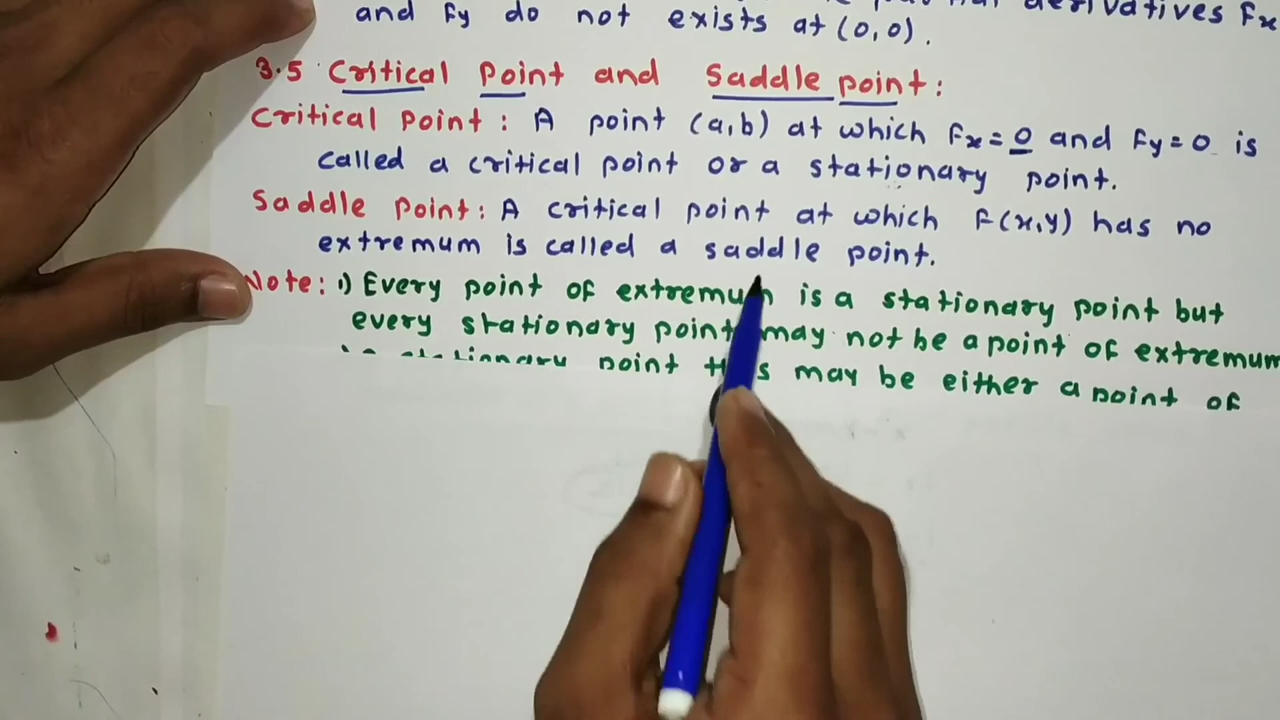 derivatives fx
and fy do not exists at (0,0).
3.5 Critical Point and Saddle point:
Critical point: A point (a,b) at which fx=0 and fy=0 is
called a critical point or a stationary point.
Saddle point: A critical point at which f(x,y) has no
extremum is called a saddle point.
Note: 1) Every point of extremum is a stationary point but
every stationary point may not be a point of extremum
stationary point may be either a point of